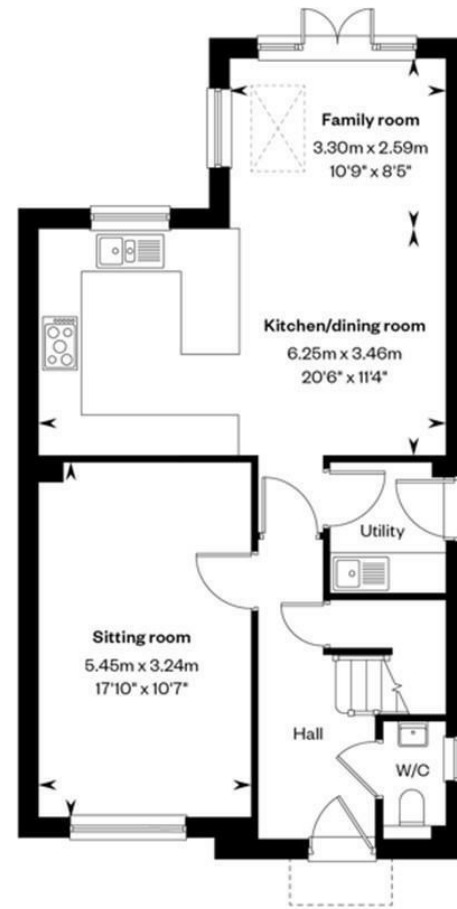 Family room
3.30m x 2.59m
10'9" x 8'5"
Kitchen/dining room
6.25m x 3.46m
20'6" x 11'4"
Utility
Sitting room
5.45m x 3.24m
17'10" x 10'7"
Hall
W/C